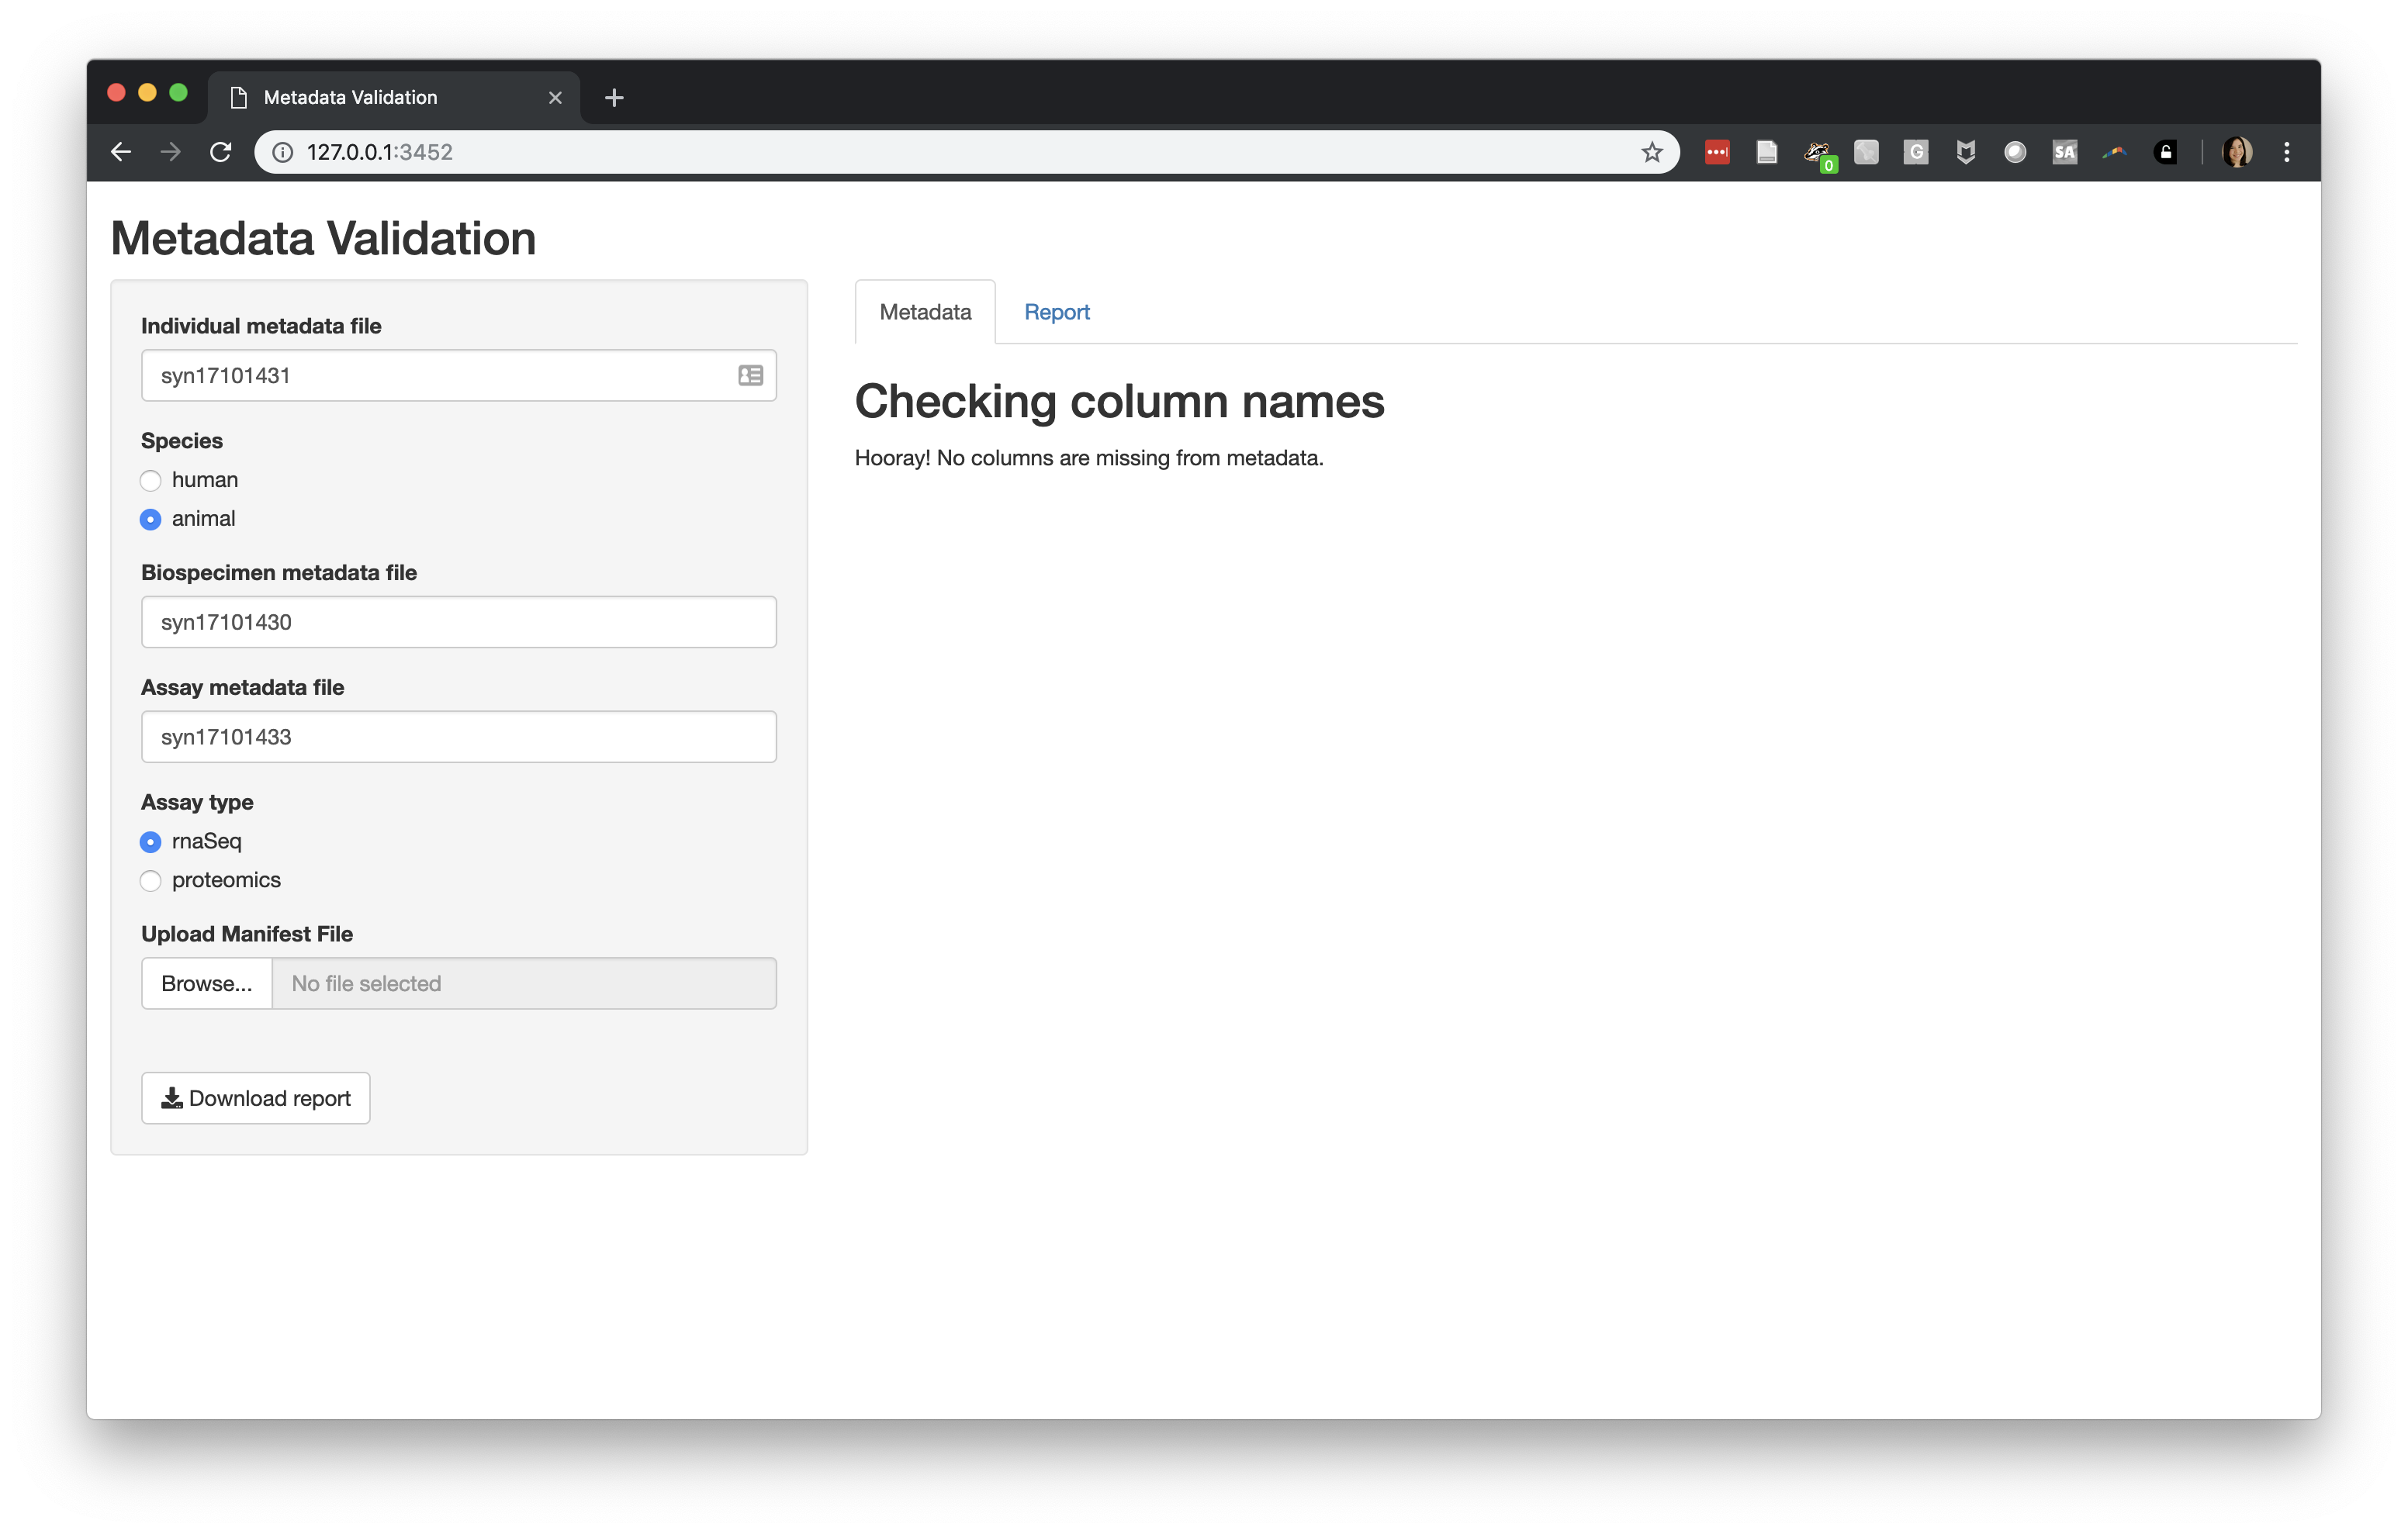 Metadata Validation
127.0.0.1:3452
0
G
SA
Metadata Validation
Individual metadata file
syn17101431
Species
human
animal
Biospecimen metadata file
syn17101430
Assay metadata file
syn17101433
Assay type
rnaSeq
proteomics
Upload Manifest File
Browse... No file selected
Download report
Metadata Report
Checking column names
Hooray! No columns are missing from metadata.